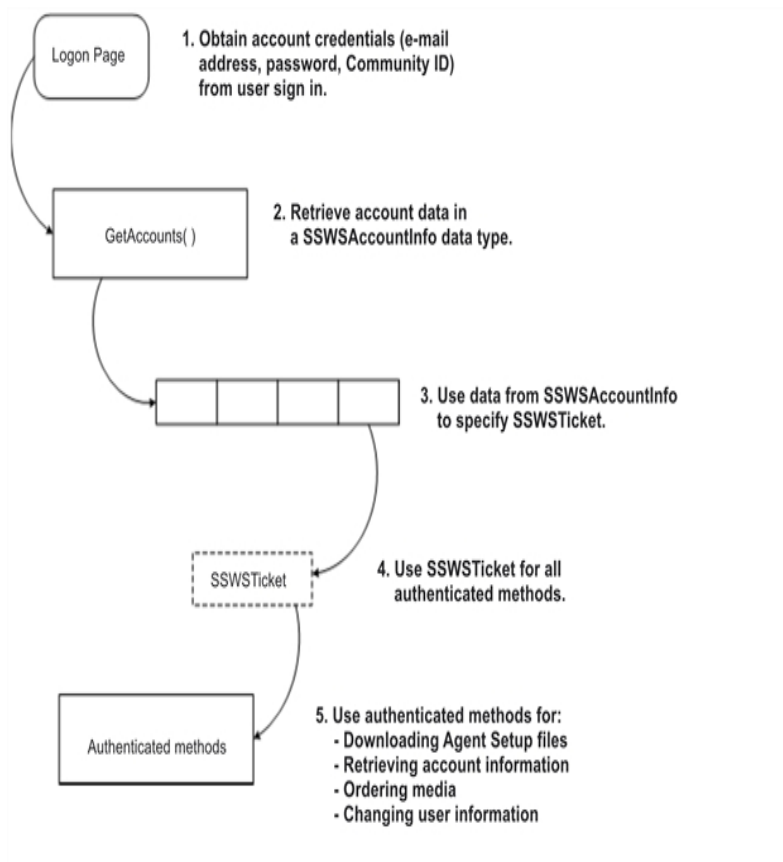 Logon Page
1. Obtain account credentials (e-mail
address, password, Community ID)
from user sign in.
GetAccounts( )
2. Retrieve account data in
a SSWSAccountInfo data type.
3. Use data from SSWSAccountInfo
to specify SSWSTicket.
SSWSTicket
4. Use SSWSTicket for all
authenticated methods.
Authenticated methods
5. Use authenticated methods for:
- Downloading Agent Setup files
- Retrieving account information
- Ordering media
- Changing user information